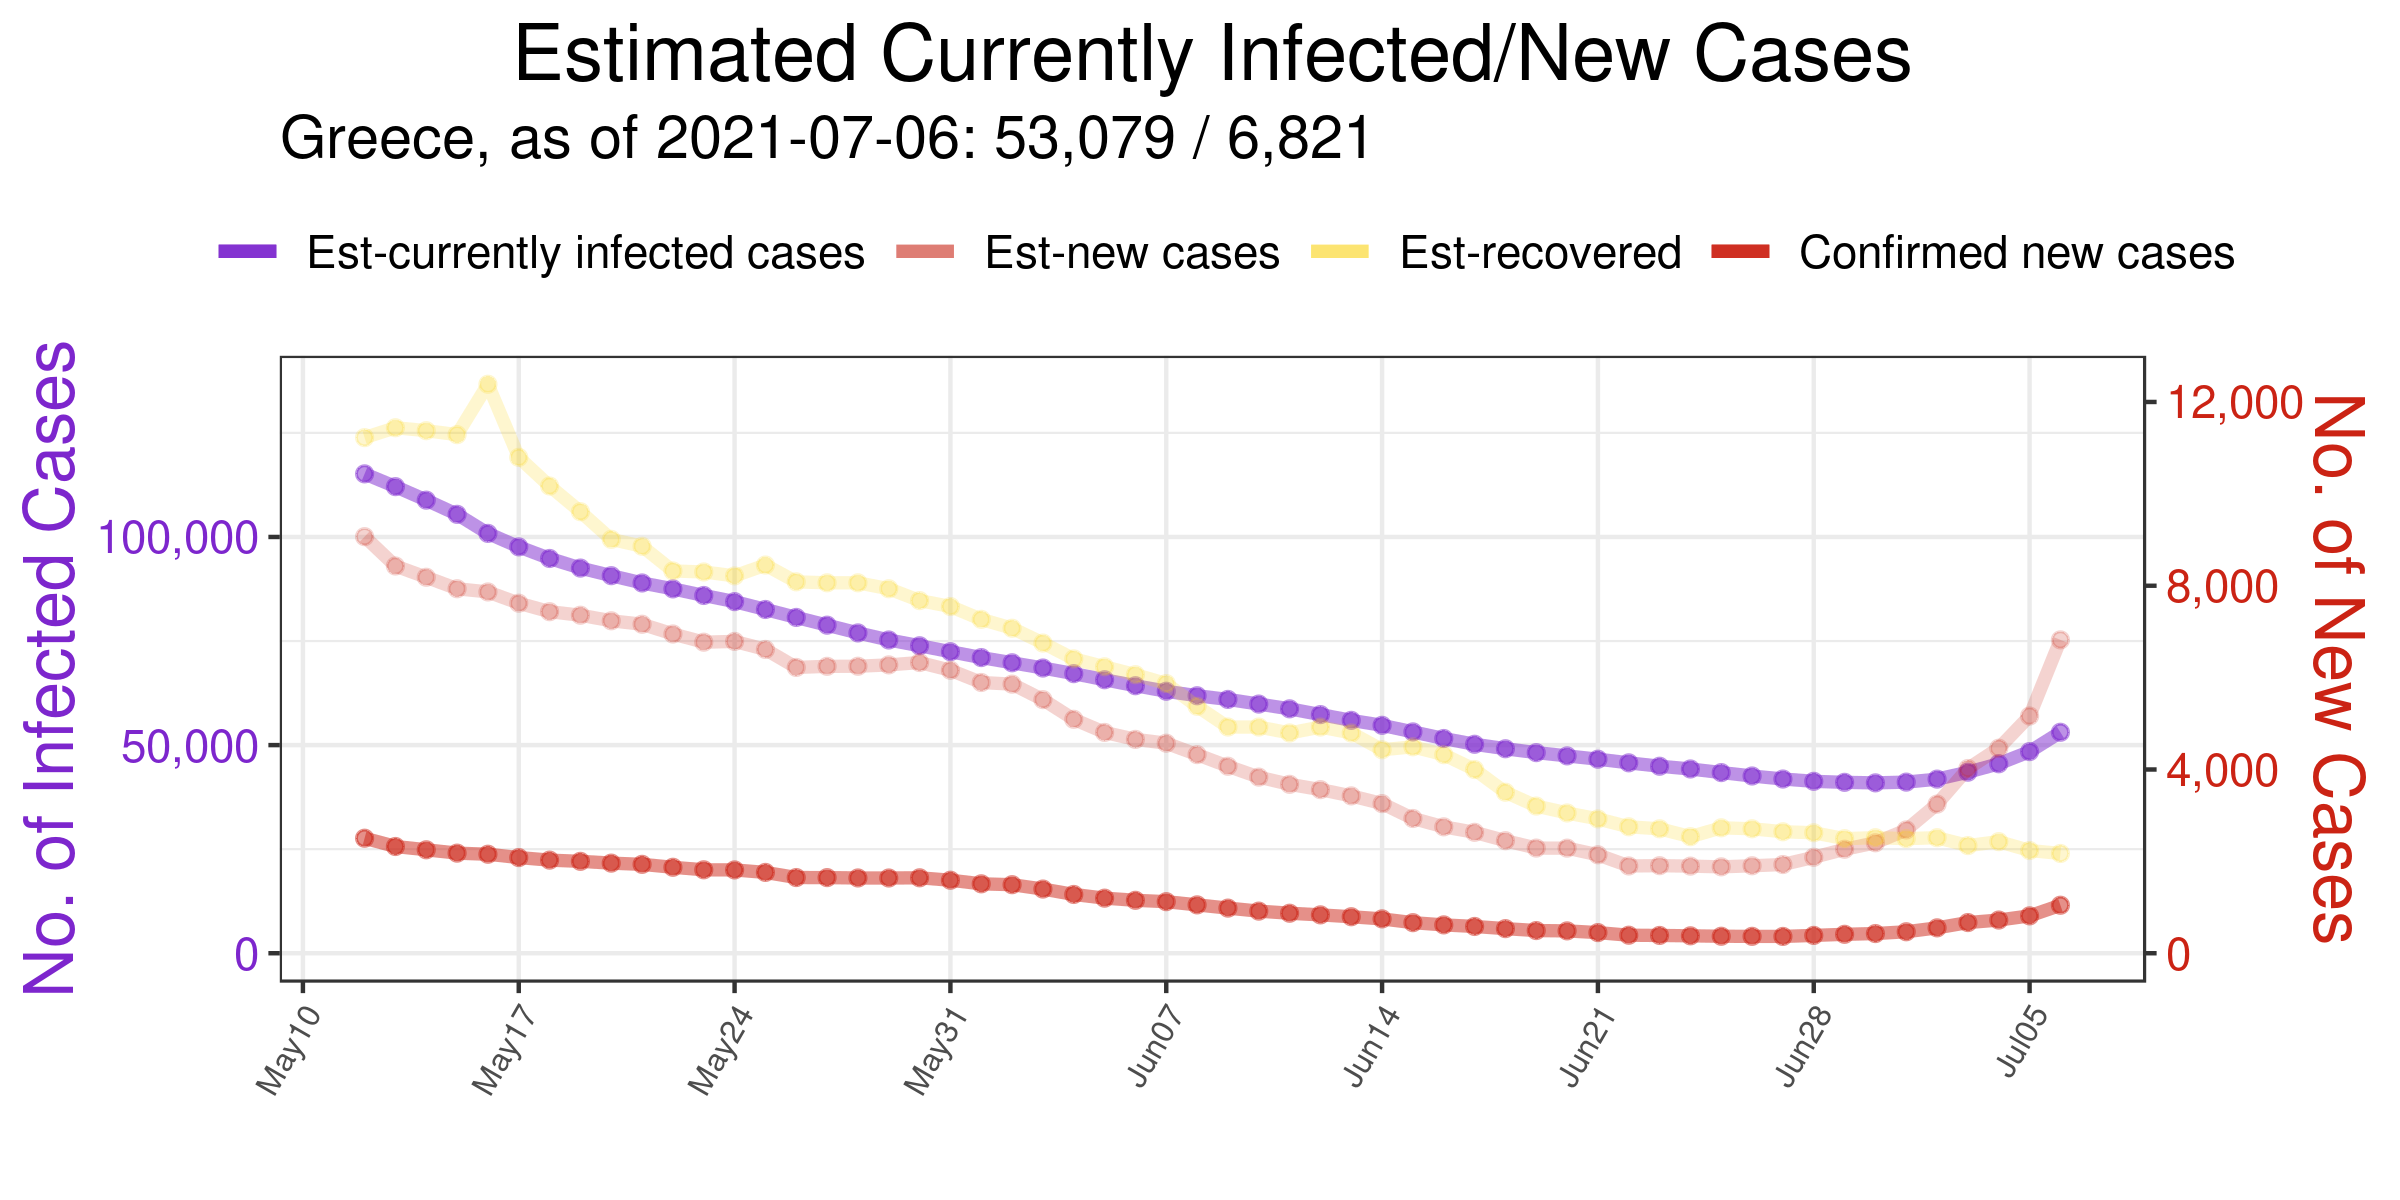 Estimated Currently Infected/New Cases
Greece, as of 2021-07-06: 53,079 / 6,821
Est-currently infected cases Est-new cases Est-recovered Confirmed new cases
No. of Infected Cases
100,000
50,000
0
12,000
8,000
4,000
0
No. of New Cases
May10 May17 May24 May31 Jun07 Jun14 Jun21 Jun28 Jul05